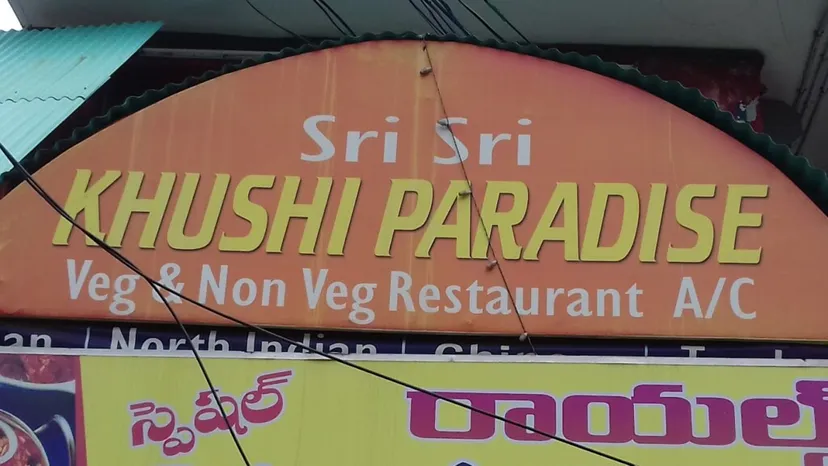 Sri Sri
KHUSHI PARADISE
Veg & Non Veg Restaurant A/C
North Indian
స్పెషల్